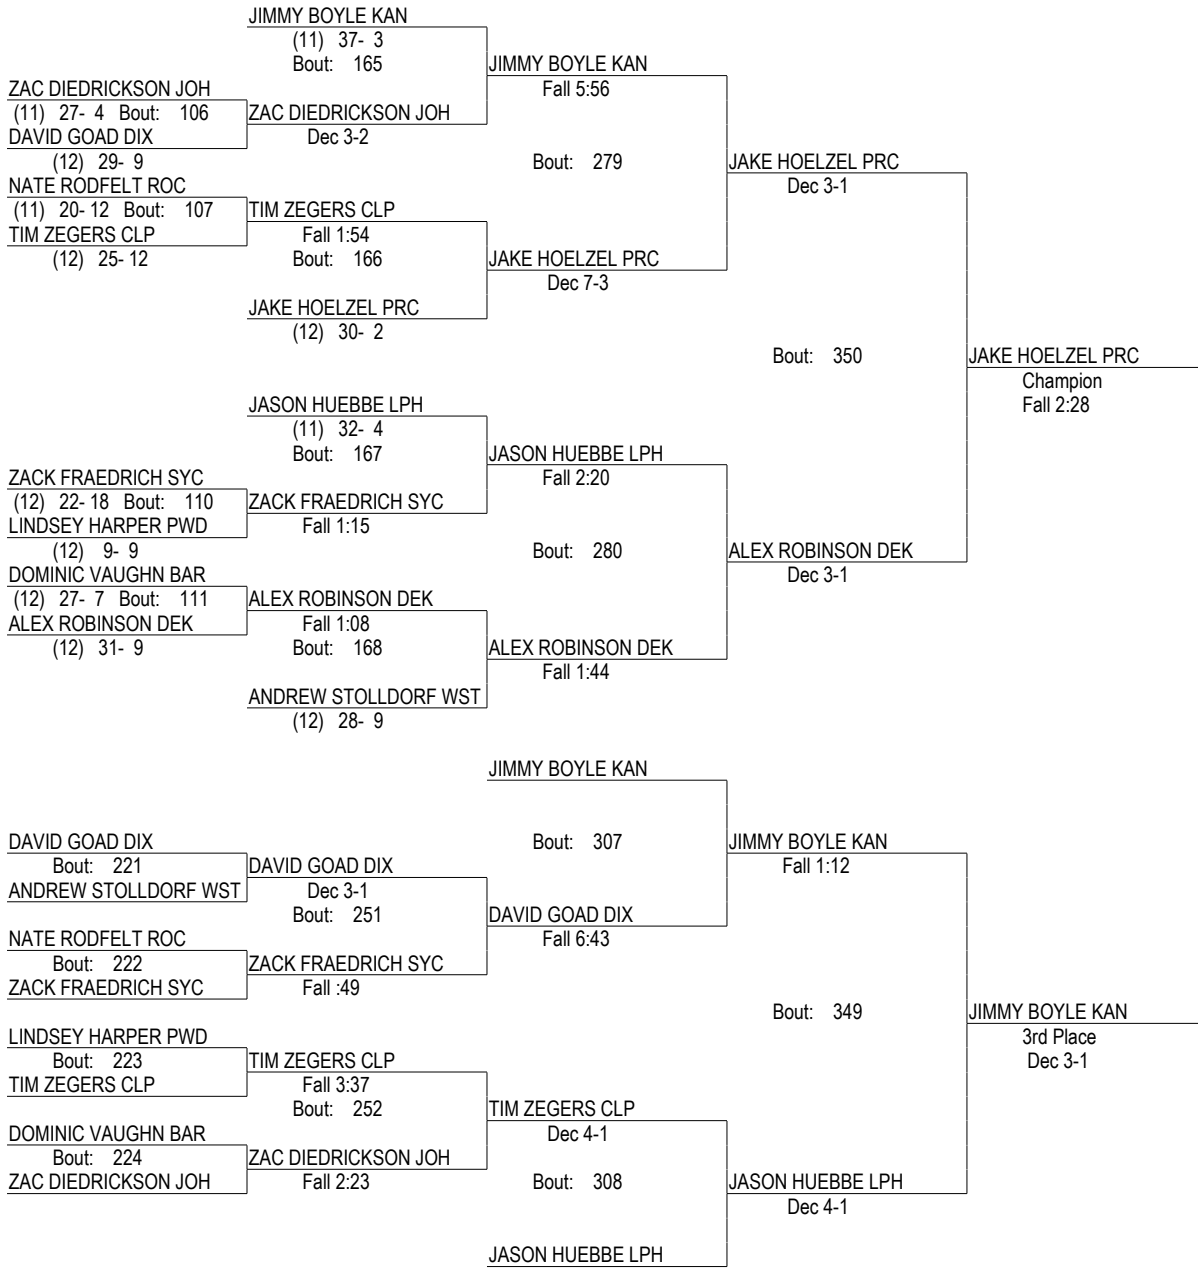 JIMMY BOYLE KAN
(11) 37- 3
Bout: 165
JIMMY BOYLE KAN
Fall 5:56
ZAC DIEDRICKSON JOH
(11) 27- 4 Bout: 106
ZAC DIEDRICKSON JOH
Dec 3-2
DAVID GOAD DIX
(12) 29- 9
Bout: 279
JAKE HOELZEL PRC
Dec 3-1
NATE RODFELT ROC
(11) 20- 12 Bout: 107
TIM ZEGERS CLP
Fall 1:54
TIM ZEGERS CLP
(12) 25- 12
Bout: 166
JAKE HOELZEL PRC
Dec 7-3
JAKE HOELZEL PRC
(12) 30- 2
Bout: 350
JAKE HOELZEL PRC
Champion
Fall 2:28
JASON HUEBBE LPH
(11) 32- 4
Bout: 167
JASON HUEBBE LPH
Fall 2:20
ZACK FRAEDRICH SYC
(12) 22- 18 Bout: 110
ZACK FRAEDRICH SYC
Fall 1:15
LINDSEY HARPER PWD
(12) 9- 9
Bout: 280
ALEX ROBINSON DEK
Dec 3-1
DOMINIC VAUGHN BAR
(12) 27- 7 Bout: 111
ALEX ROBINSON DEK
Fall 1:08
ALEX ROBINSON DEK
(12) 31- 9
Bout: 168
ALEX ROBINSON DEK
Fall 1:44
ANDREW STOLLDORF WST
(12) 28- 9
JIMMY BOYLE KAN
Bout: 307
JIMMY BOYLE KAN
Fall 1:12
DAVID GOAD DIX
Bout: 221
DAVID GOAD DIX
Dec 3-1
ANDREW STOLLDORF WST
Bout: 251
DAVID GOAD DIX
Fall 6:43
NATE RODFELT ROC
Bout: 222
ZACK FRAEDRICH SYC
Fall :49
ZACK FRAEDRICH SYC
Bout: 349
JIMMY BOYLE KAN
3rd Place
Dec 3-1
LINDSEY HARPER PWD
Bout: 223
TIM ZEGERS CLP
Fall 3:37
TIM ZEGERS CLP
Bout: 252
TIM ZEGERS CLP
Dec 4-1
DOMINIC VAUGHN BAR
Bout: 224
ZAC DIEDRICKSON JOH
Fall 2:23
ZAC DIEDRICKSON JOH
Bout: 308
JASON HUEBBE LPH
Dec 4-1
JASON HUEBBE LPH